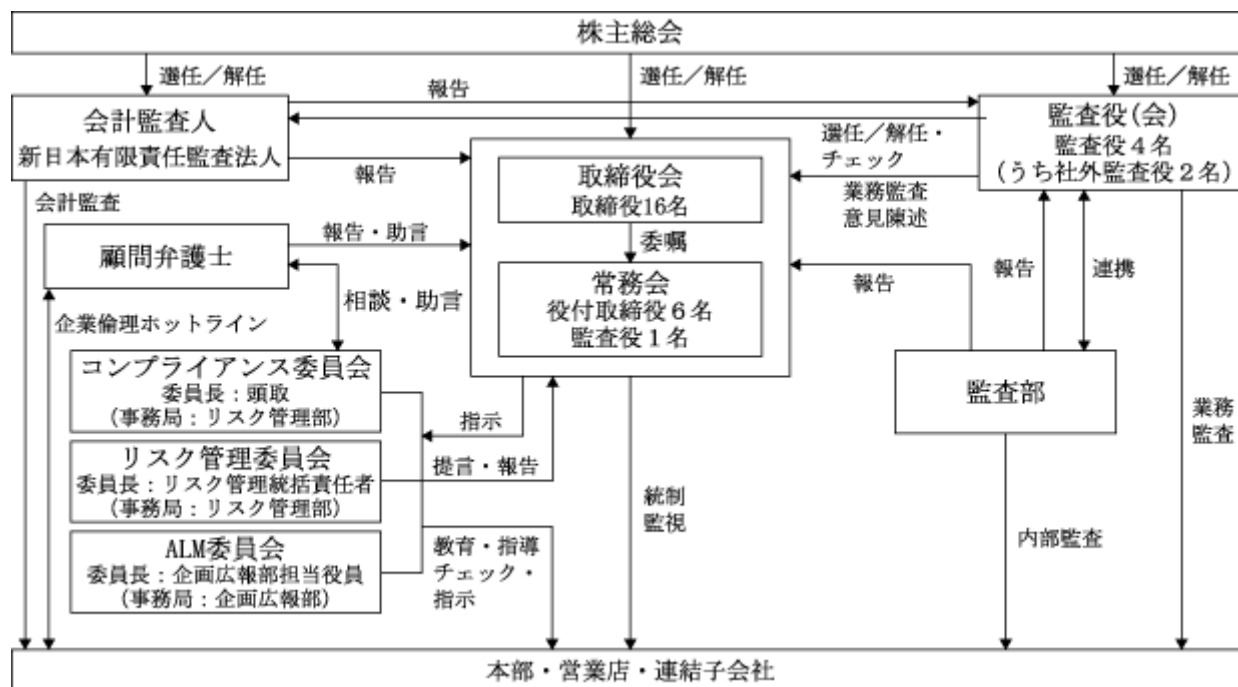 株主総会
選任／解任
選任／解任
選任／解任
報告
会計監査人
新日本有限責任監査法人
監査役(会)
監査役４名
(うち社外監査役２名)
選任／解任・
チェック
報告
取締役会
取締役16名
業務監査
意見陳述
会計監査
顧問弁護士
報告・助言
委嘱
報告
報告
連携
常務会
役付取締役６名
監査役１名
相談・助言
企業倫理ホットライン
コンプライアンス委員会
委員長：頭取
(事務局：リスク管理部)
監査部
業務
監査
指示
リスク管理委員会
委員長：リスク管理統括責任者
(事務局：リスク管理部)
提言・報告
統制
監視
内部監査
ALM委員会
委員長：企画広報部担当役員
(事務局：企画広報部)
教育・指導
チェック・
指示
本部・営業店・連結子会社